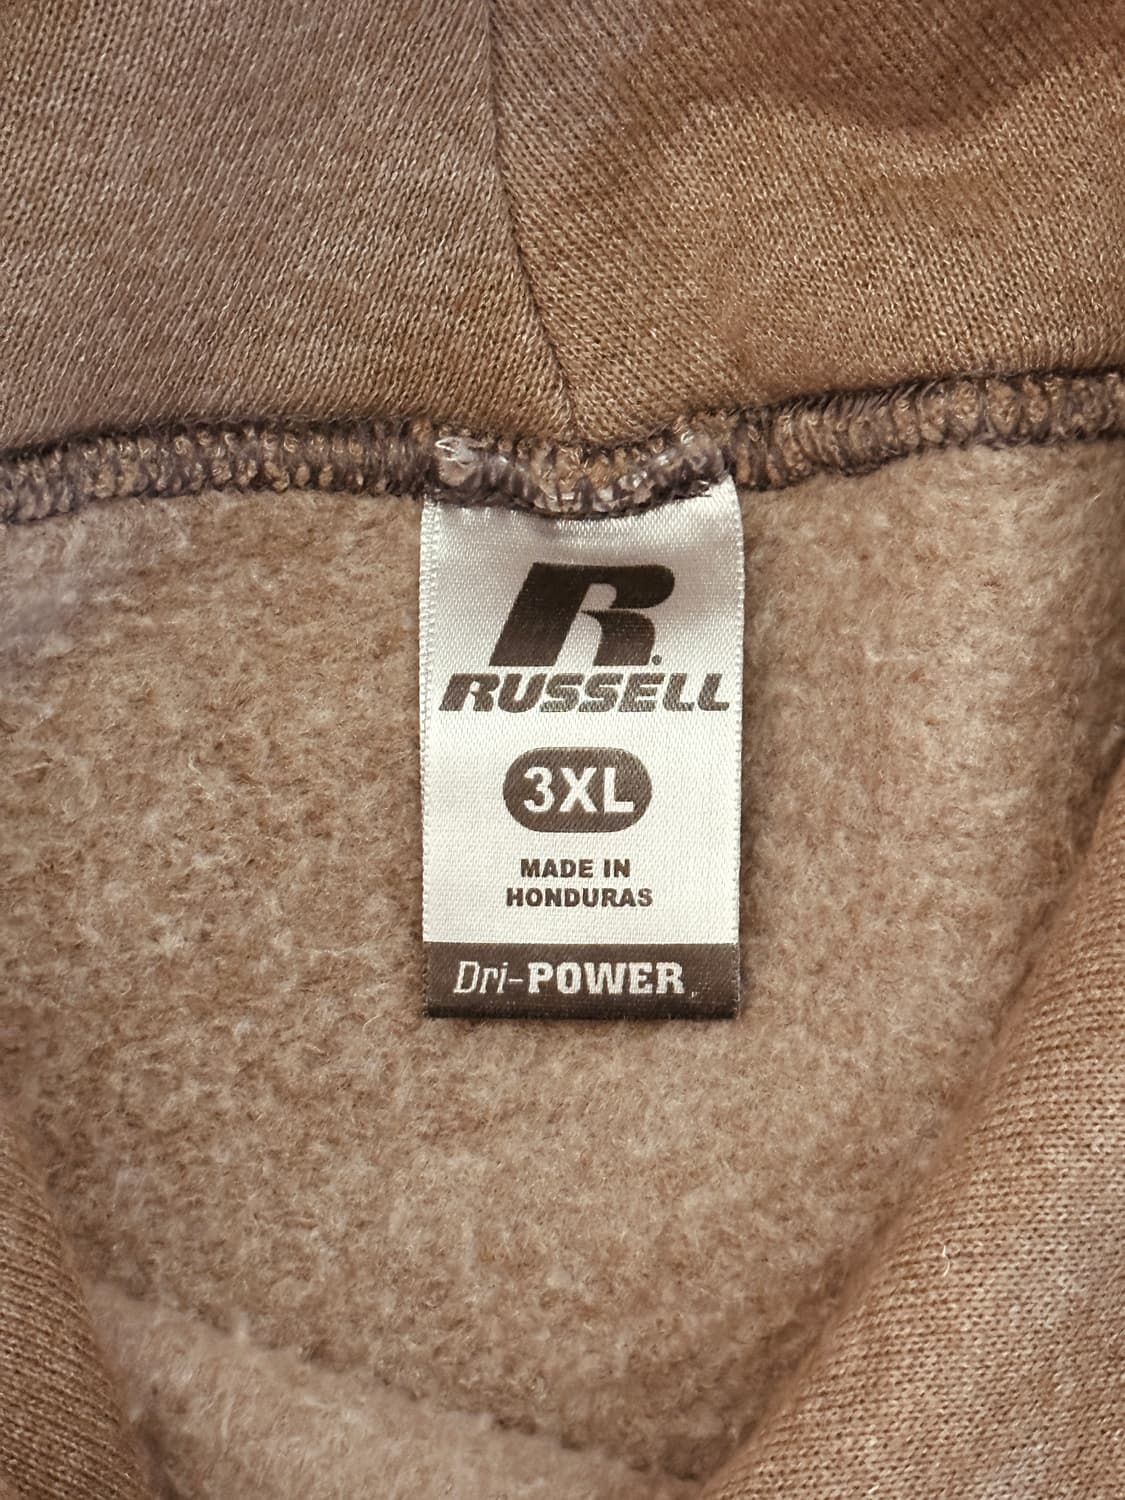 R.
RUSSELL
3XL
MADE IN
HONDURAS
Dri-POWER